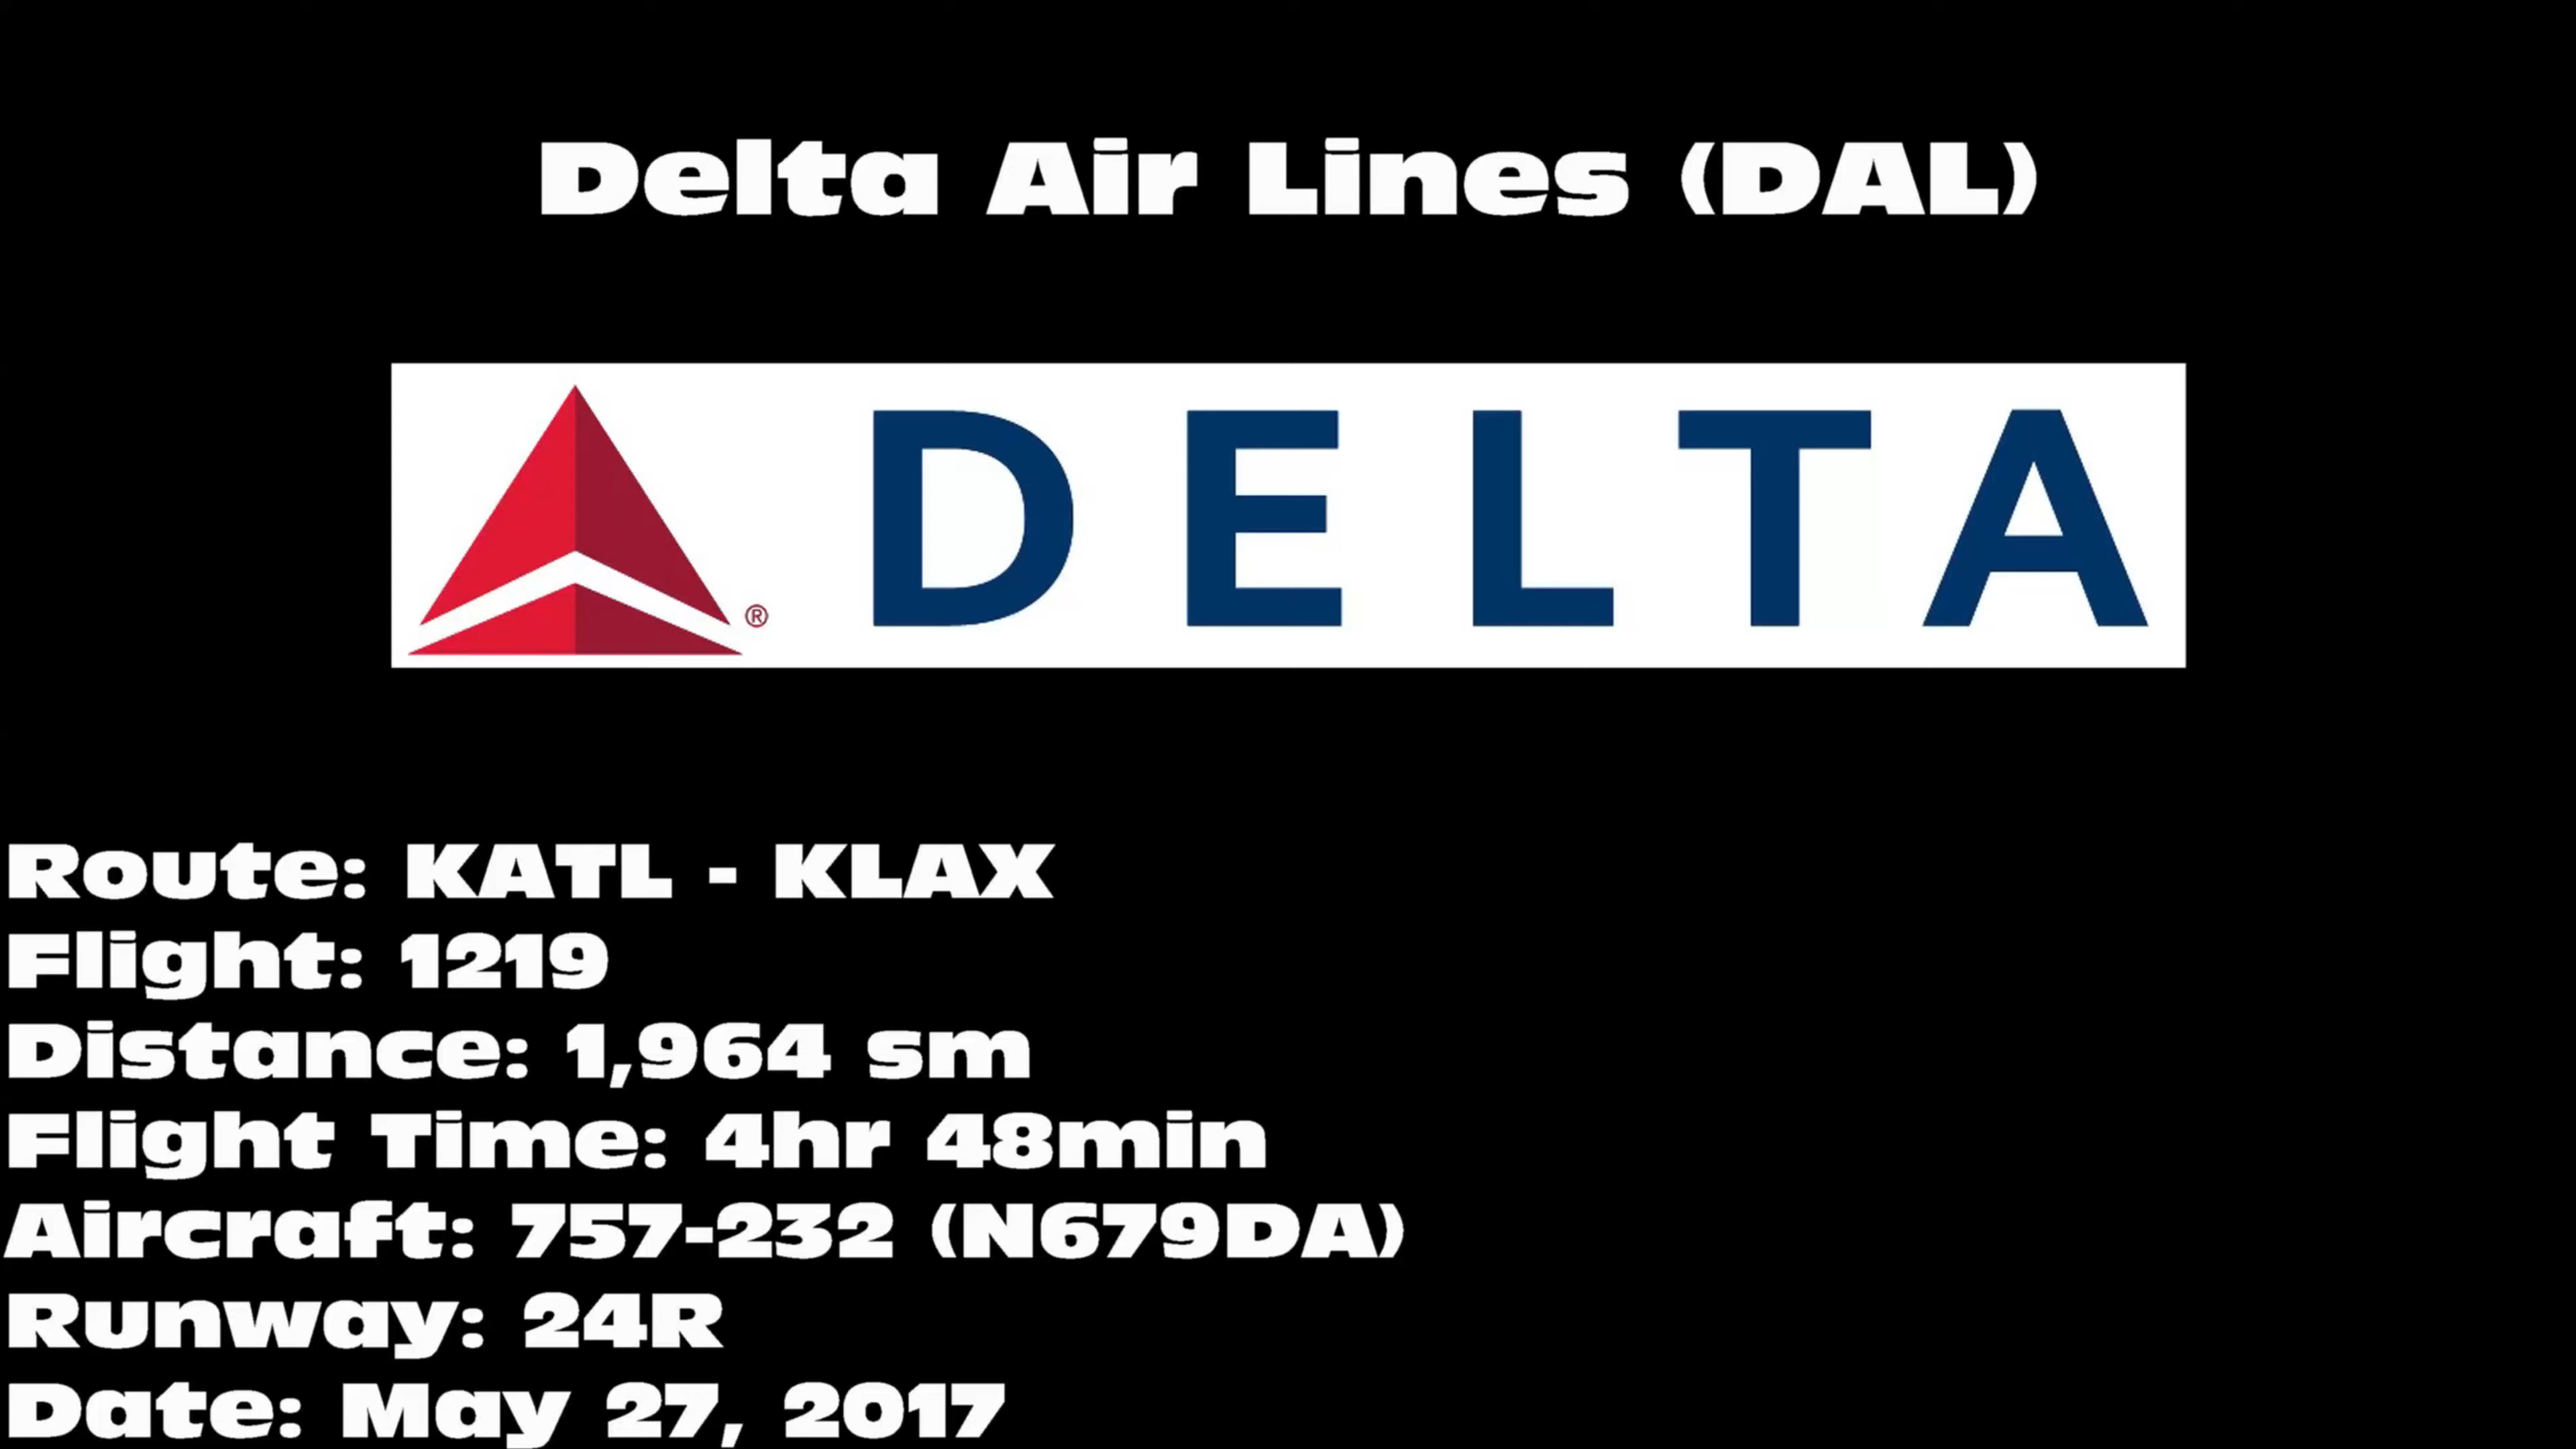 Delta Air Lines (DAL)
® DELTA
Route: KATL - KLAX
Flight: 1219
Distance: 1,964 sm
Flight Time: 4hr 48min
Aircraft: 757-232 (N679DA)
Runway: 24R
Date: May 27, 2017